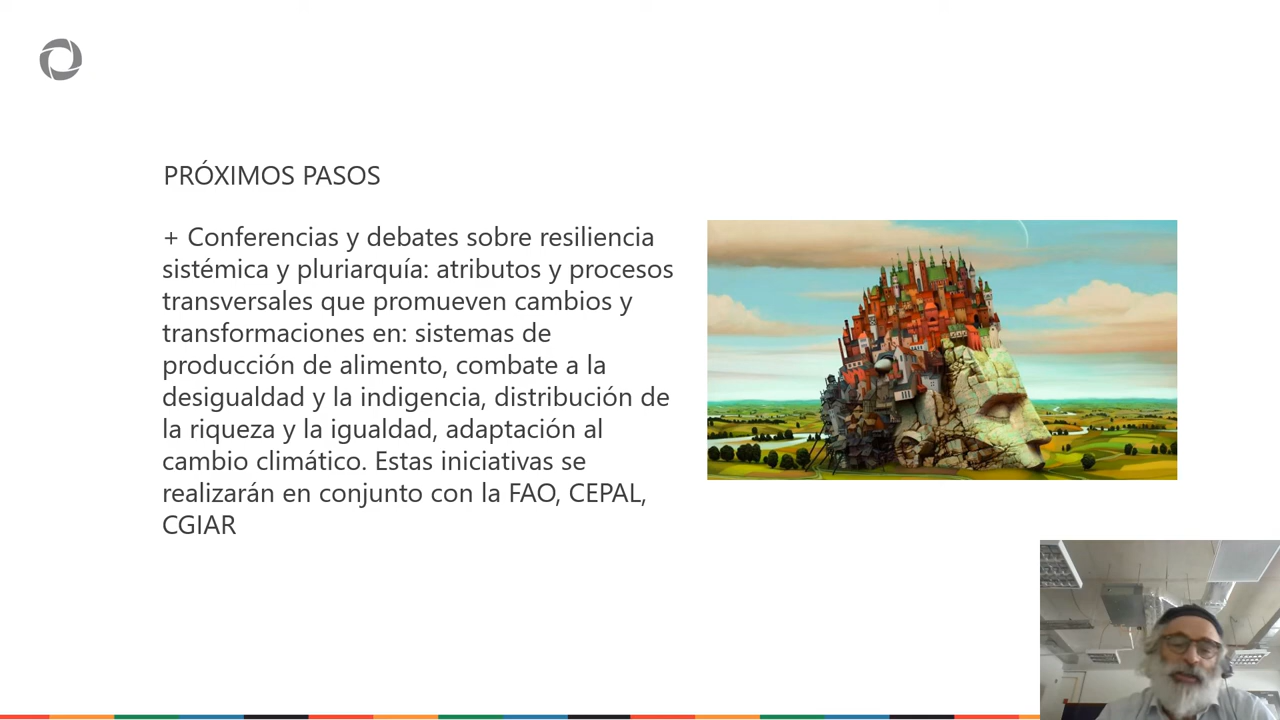 PRÓXIMOS PASOS
+ Conferencias y debates sobre resiliencia
sistémica y pluriarquía: atributos y procesos
transversales que promueven cambios y
transformaciones en: sistemas de
producción de alimento, combate a la
desigualdad y la indigencia, distribución de
la riqueza y la igualdad, adaptación al
cambio climático. Estas iniciativas se
realizarán en conjunto con la FAO, CEPAL,
CGIAR